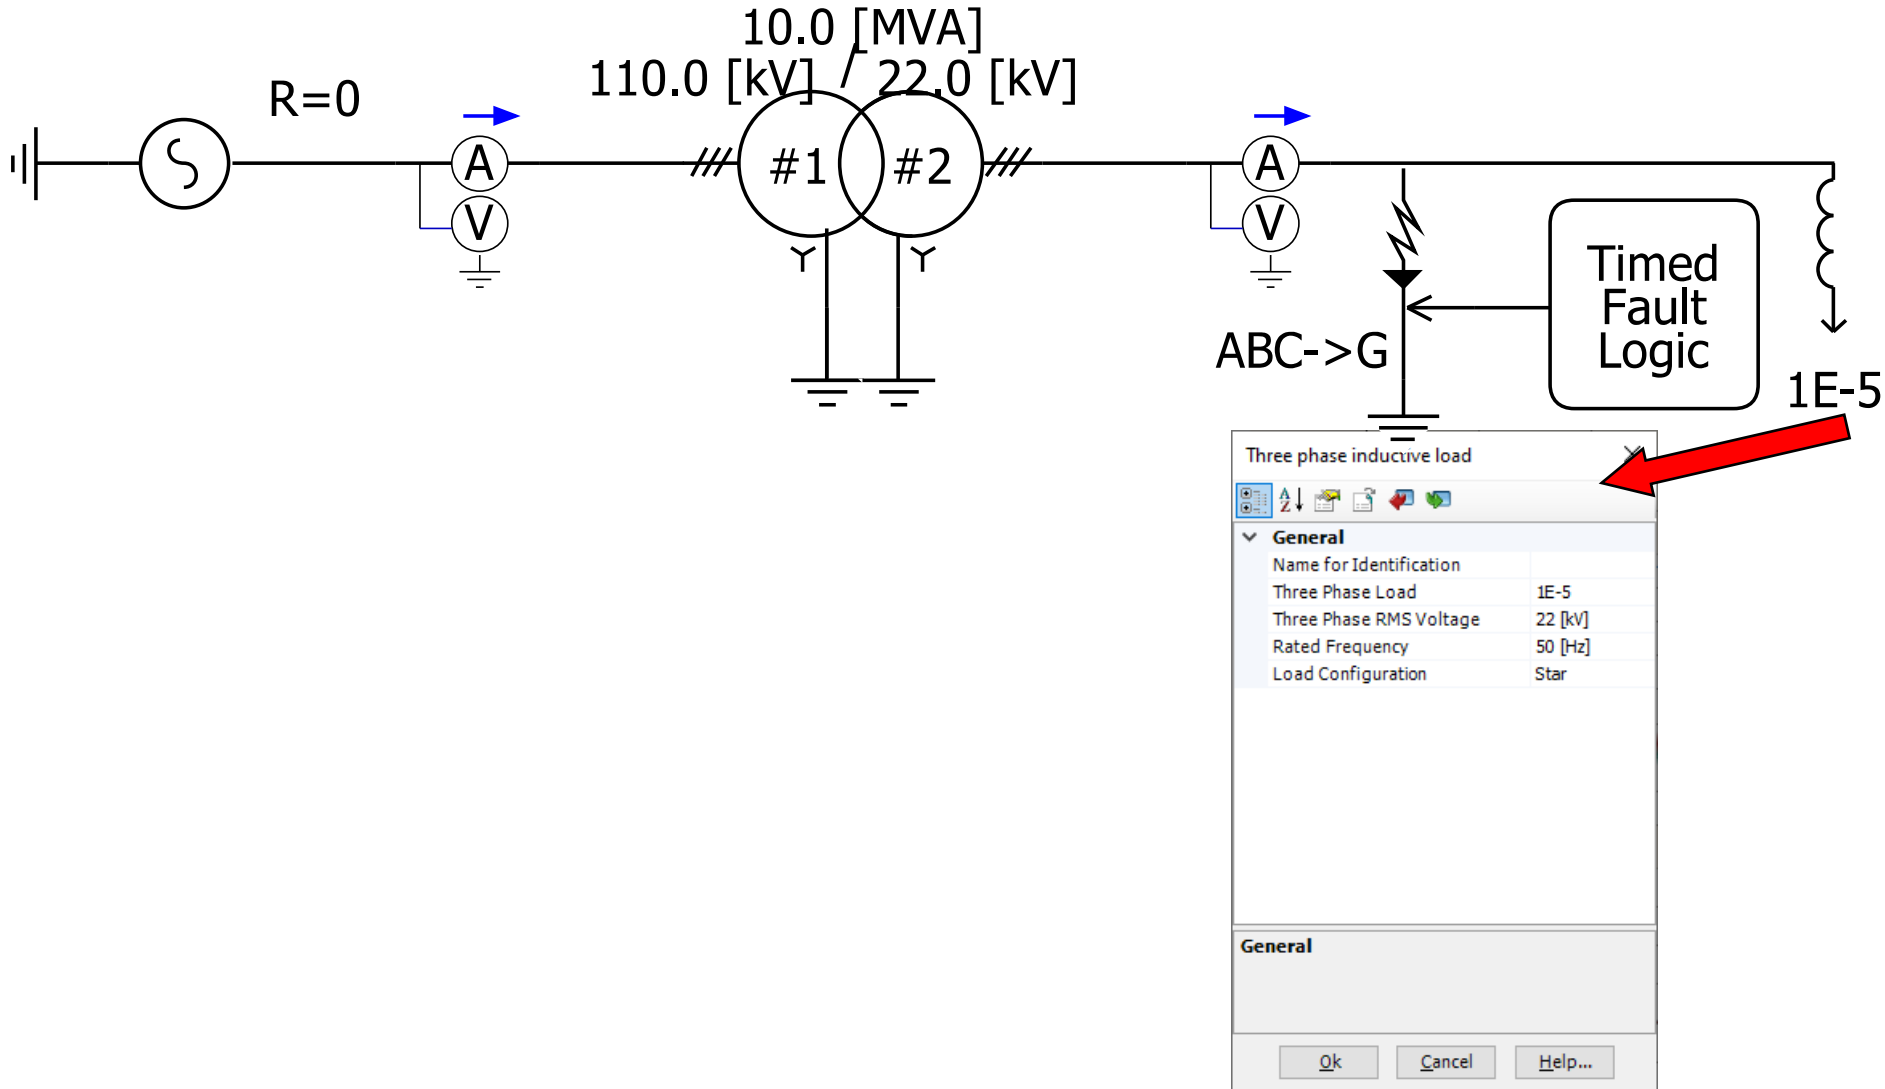 10.0 [MVA]
110.0 [kV] 22.0 [kV]
R=0
A
V
#1 #2
A
V
Timed
Fault
Logic
ABC->G
1E-5
Three phase inductive load
General
Name for Identification
Three Phase Load 1E-5
Three Phase RMS Voltage 22 [kV]
Rated Frequency 50 [Hz]
Load Configuration Star
General
Ok Cancel Help...